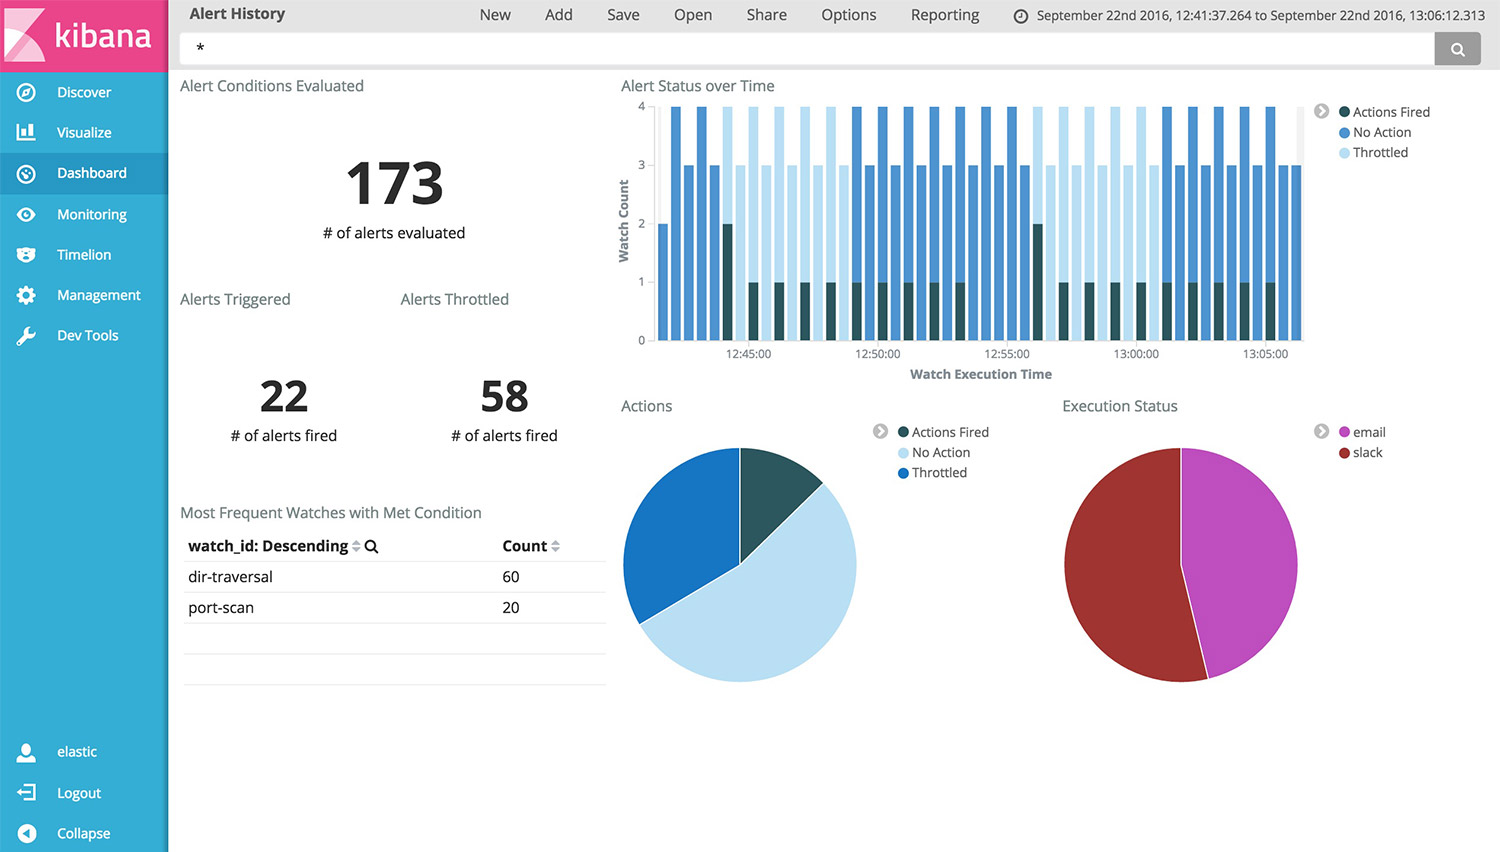 kibana
Alert History
New Add Save Open Share Options Reporting September 22nd 2016, 12:41:37.264 to September 22nd 2016, 13:06:12.313
*
Discover
Visualize
Dashboard
Monitoring
Timelion
Management
Dev Tools
elastic
Logout
Collapse
Alert Conditions Evaluated
173
# of alerts evaluated
Alerts Triggered
22
# of alerts fired
Alerts Throttled
58
# of alerts fired
Most Frequent Watches with Met Condition
watch_id: Descending Count
dir-traversal 60
port-scan 20
Alert Status over Time
Watch Count
4
3
2
1
0
12:45:00 12:50:00 12:55:00 13:00:00 13:05:00
Watch Execution Time
Actions Fired
No Action
Throttled
Actions
Actions Fired
No Action
Throttled
Execution Status
email
slack